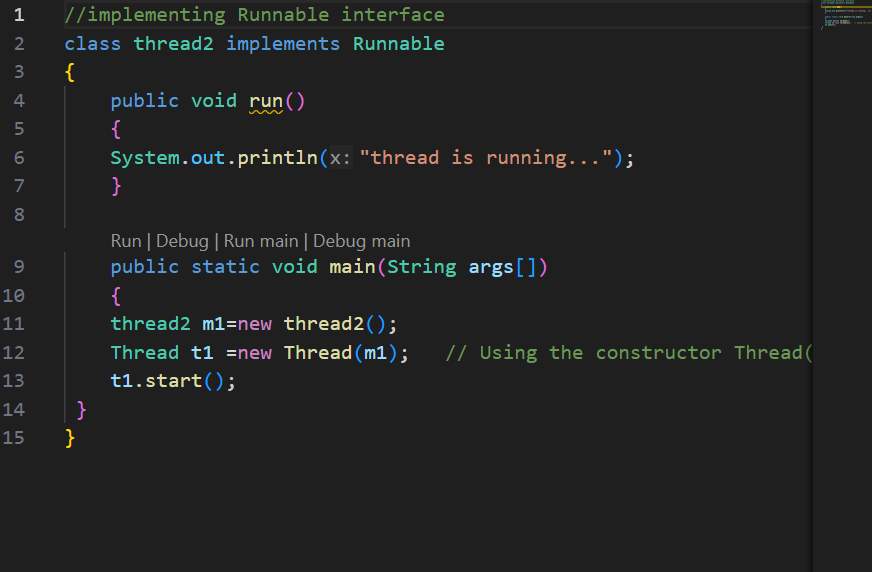 1 //implementing Runnable interface
2 class thread2 implements Runnable
3 {
4 public void run()
5 {
6 System.out.println(x: "thread is running...");
7 }
8
Run | Debug | Run main | Debug main
9 public static void main(String args[])
10 {
11 thread2 m1=new thread2();
12 Thread t1 =new Thread(m1); // Using the constructor Thread(
13 t1.start();
14 }
15 }